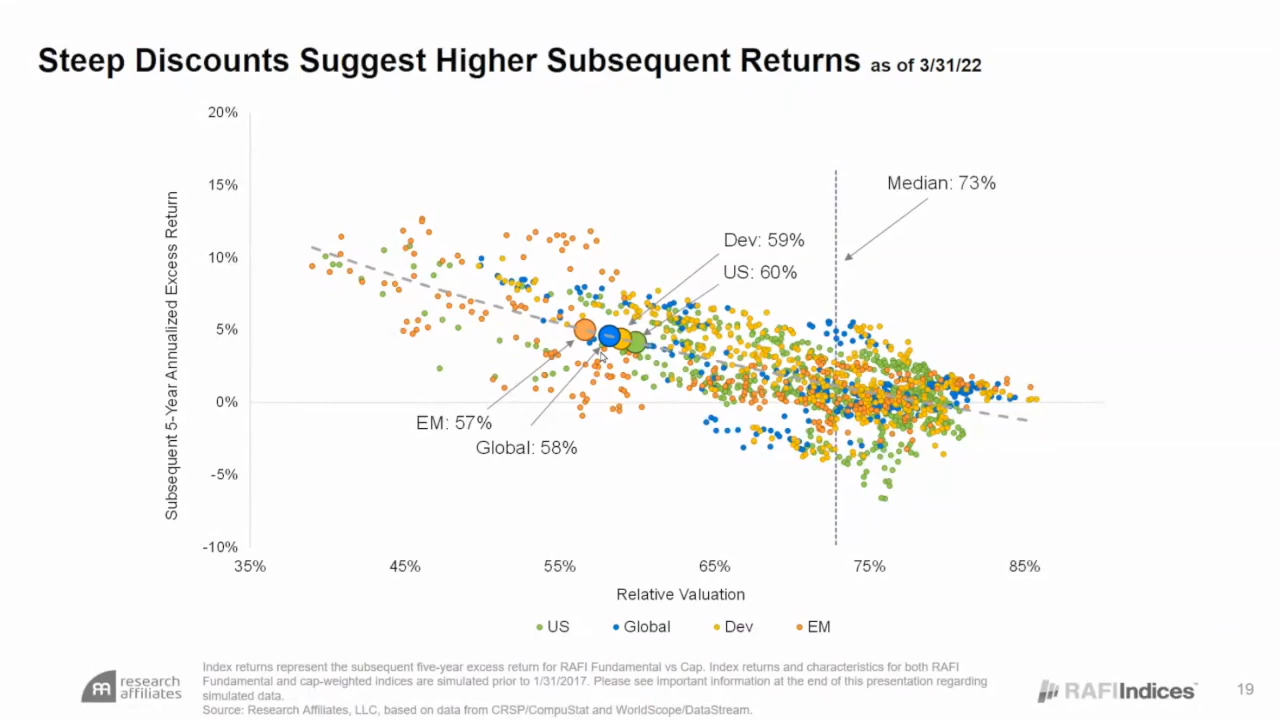 Steep Discounts Suggest Higher Subsequent Returns as of 3/31/22
Subsequent 5-Year Annualized Excess Return
20%
15%
10%
5%
0%
-5%
-10%
Median: 73%
Dev: 59%
US: 60%
EM: 57%
Global: 58%
35%
45%
55%
65%
75%
85%
Relative Valuation
US
Global
Dev
EM
research
affiliates
Index returns represent the subsequent five-year excess return for RAFI Fundamental vs Cap. Index returns and characteristics for both RAFI
Fundamental and cap-weighted indices are simulated prior to 1/31/2017. Please see important information at the end of this presentation regarding
simulated data.
Source: Research Affiliates, LLC, based on data from CRSP/CompuStat and WorldScope/DataStream.
RAFI Indices™
19